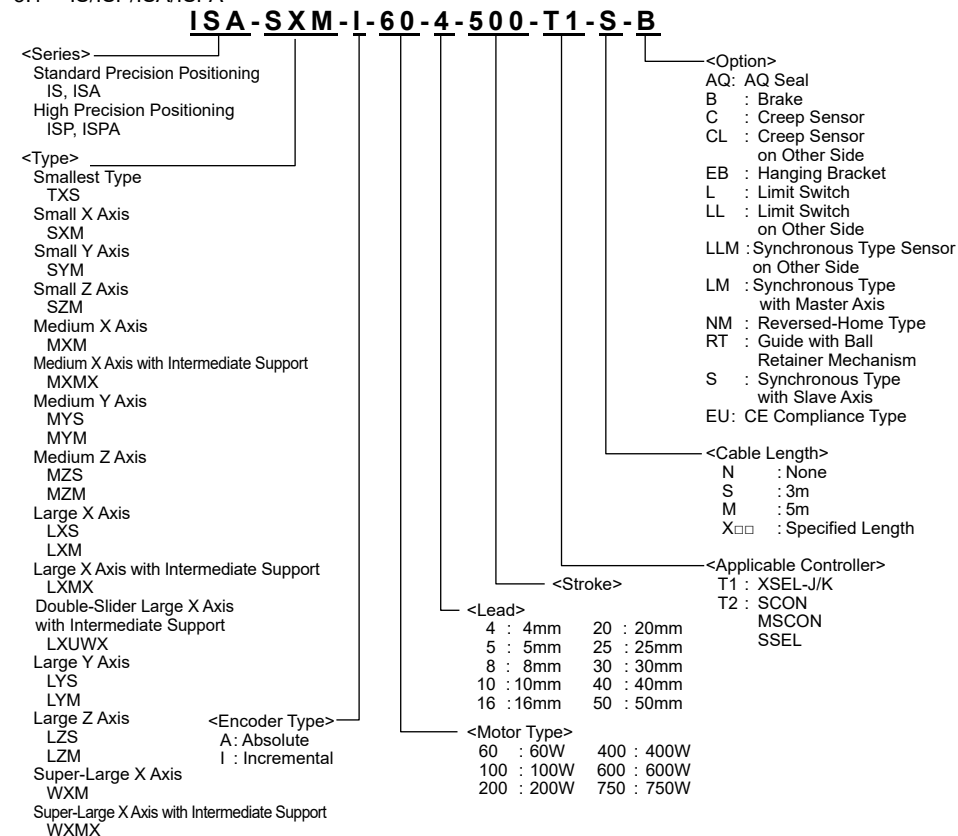 ISA-SXM-I-60-4-500-T1-S-B
<Series>
Standard Precision Positioning
IS, ISA
High Precision Positioning
ISP, ISPA
<Type>
Smallest Type
TXS
Small X Axis
SXM
Small Y Axis
SYM
Small Z Axis
SZM
Medium X Axis
MXM
Medium X Axis with Intermediate Support
MXMX
Medium Y Axis
MYS
MYM
Medium Z Axis
MZS
MZM
Large X Axis
LXS
LXM
Large X Axis with Intermediate Support
LXMX
Double-Slider Large X Axis
with Intermediate Support
LXUWX
Large Y Axis
LYS
LYM
Large Z Axis
LZS
LZM
Super-Large X Axis
WXM
Super-Large X Axis with Intermediate Support
WXMX
<Encoder Type>
A : Absolute
I : Incremental
<Motor Type>
60 : 60W 400 : 400W
100 : 100W 600 : 600W
200 : 200W 750 : 750W
<Lead>
4 : 4mm 20 : 20mm
5 : 5mm 25 : 25mm
8 : 8mm 30 : 30mm
10 : 10mm 40 : 40mm
16 : 16mm 50 : 50mm
<Stroke>
<Applicable Controller>
T1 : XSEL-J/K
T2 : SCON
MSCON
SSEL
<Cable Length>
N : None
S : 3m
M : 5m
X□□ : Specified Length
<Option>
AQ: AQ Seal
B : Brake
C : Creep Sensor
CL : Creep Sensor
on Other Side
EB : Hanging Bracket
L : Limit Switch
LL : Limit Switch
on Other Side
LLM : Synchronous Type Sensor
on Other Side
LM : Synchronous Type
with Master Axis
NM : Reversed-Home Type
RT : Guide with Ball
Retainer Mechanism
S : Synchronous Type
with Slave Axis
EU: CE Compliance Type